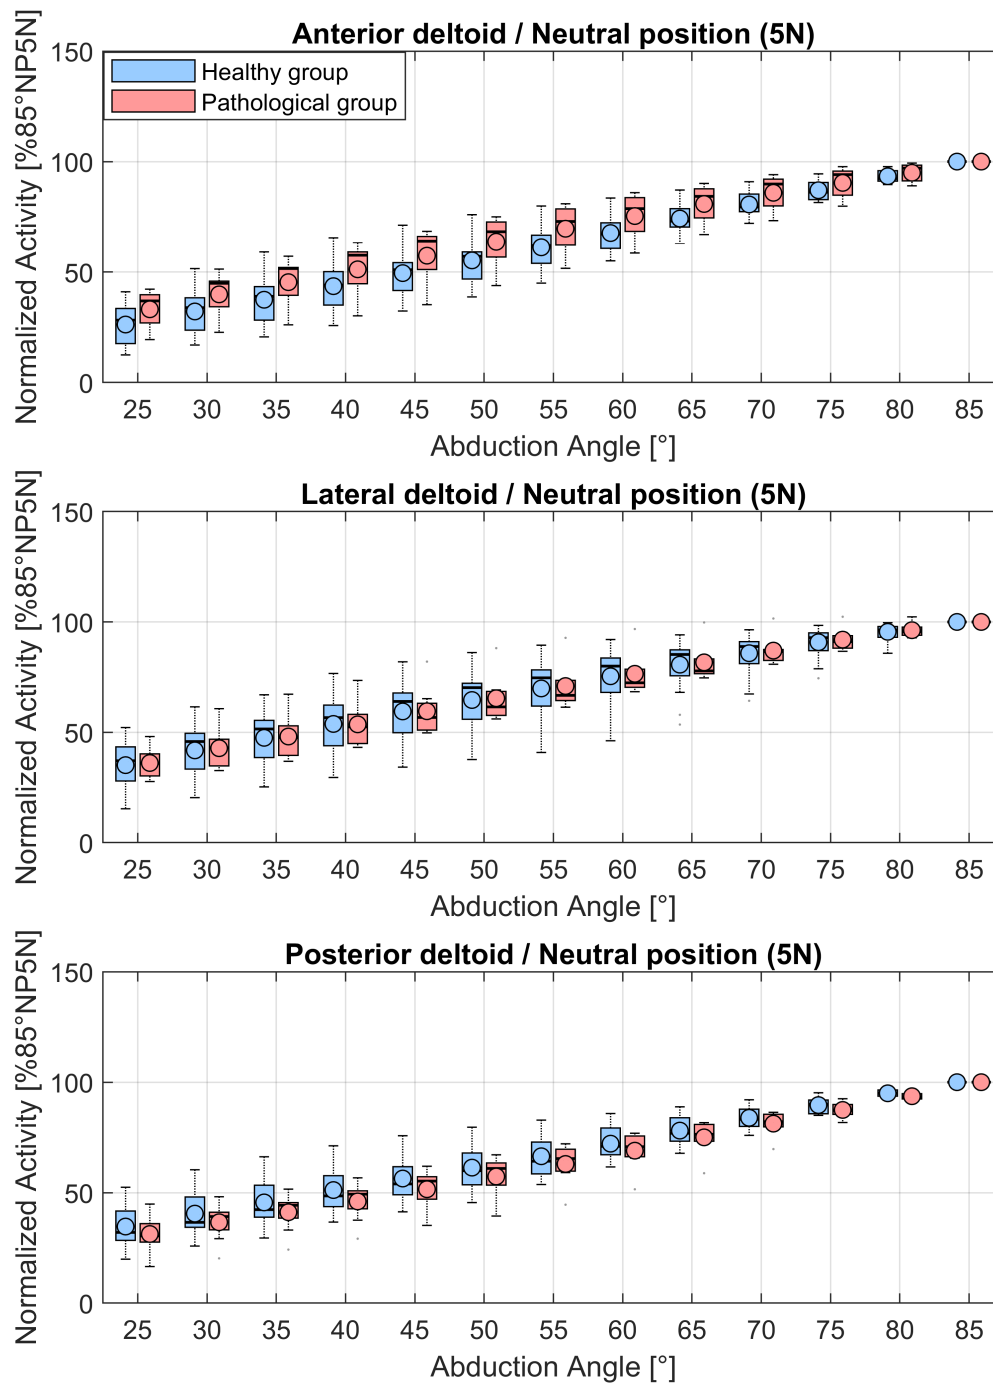 Anterior deltoid / Neutral position (5N)
Normalized Activity [%85°NP5N]
150
100
50
0
Healthy group
Pathological group
25 30 35 40 45 50 55 60 65 70 75 80 85
Abduction Angle [°]
Lateral deltoid / Neutral position (5N)
Normalized Activity [%85°NP5N]
150
100
50
0
25 30 35 40 45 50 55 60 65 70 75 80 85
Abduction Angle [°]
Posterior deltoid / Neutral position (5N)
Normalized Activity [%85°NP5N]
150
100
50
0
25 30 35 40 45 50 55 60 65 70 75 80 85
Abduction Angle [°]